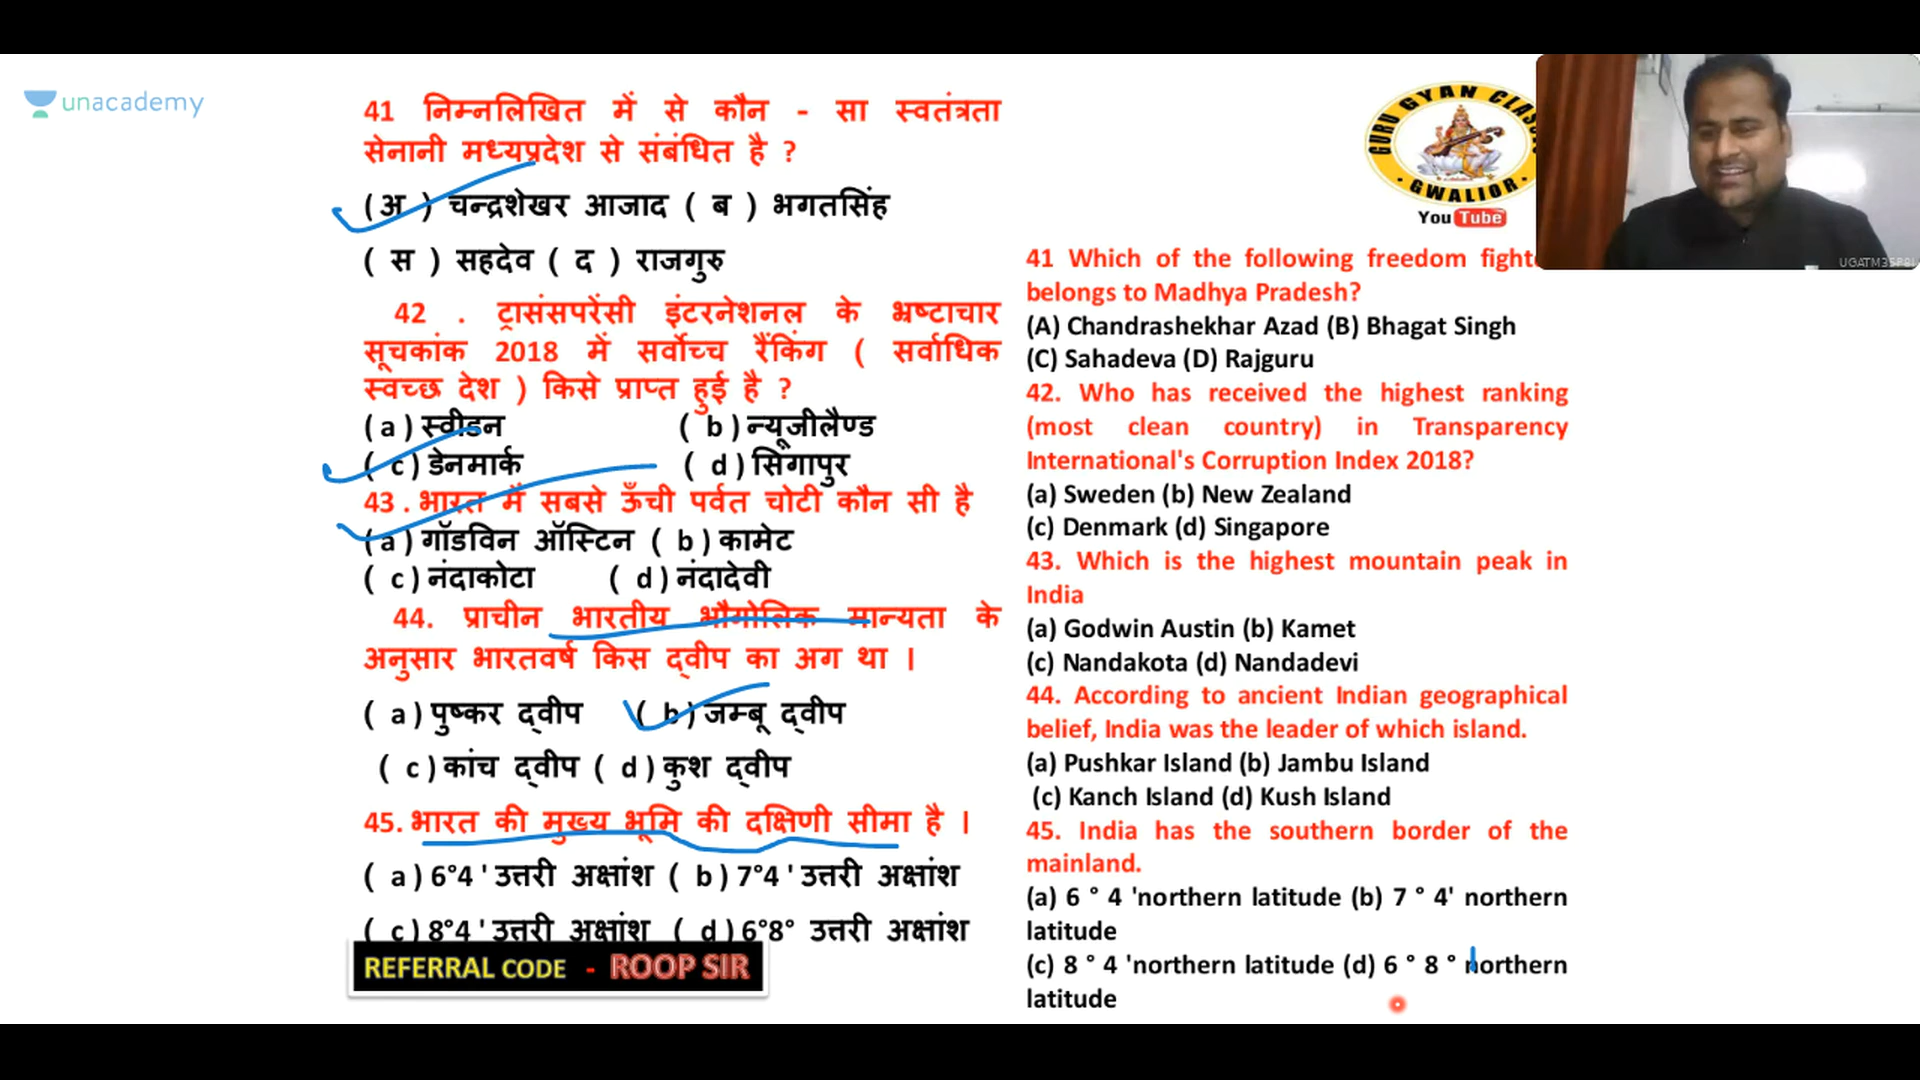 unacademy
41 निम्नलिखित में से कौन - सा स्वतंत्रता
सेनानी मध्यप्रदेश से संबंधित है ?
(अ ) चन्द्रशेखर आजाद ( ब ) भगतसिंह
( स ) सहदेव ( द ) राजगुरु
42 . ट्रासंसपरेंसी इंटरनेशनल के भ्रष्टाचार
सूचकांक 2018 में सर्वोच्च रैंकिंग ( सर्वाधिक
स्वच्छ देश ) किसे प्राप्त हुई है ?
(a) स्वीडन ( b) न्यूजीलैण्ड
( c) डेनमार्क ( d) सिंगापुर
43 . भारत में सबसे ऊँची पर्वत चोटी कौन सी है
(a) गॉडविन ऑस्टिन ( b) कामेट
( c) नंदाकोटा ( d) नंदादेवी
44. प्राचीन भारतीय भौगोलिक मान्यता के
अनुसार भारतवर्ष किस द्वीप का अग था ।
( a) पुष्कर द्वीप ( b) जम्बू द्वीप
( c) कांच द्वीप ( d) कुश द्वीप
45. भारत की मुख्य भूमि की दक्षिणी सीमा है ।
( a) 6°4 ' उत्तरी अक्षांश ( b) 7°4 ' उत्तरी अक्षांश
( c) 8°4 ' उत्तरी अक्षांश ( d) 6°8° उत्तरी अक्षांश
REFERRAL CODE - ROOP SIR
GURU GYAN
GWALIOR
YouTube
41 Which of the following freedom
belongs to Madhya Pradesh?
(A) Chandrashekhar Azad (B) Bhagat Singh
(C) Sahadeva (D) Rajguru
42. Who has received the highest ranking
(most clean country) in Transparency
International's Corruption Index 2018?
(a) Sweden (b) New Zealand
(c) Denmark (d) Singapore
43. Which is the highest mountain peak in
India
(a) Godwin Austin (b) Kamet
(c) Nandakota (d) Nandadevi
44. According to ancient Indian geographical
belief, India was the leader of which island.
(a) Pushkar Island (b) Jambu Island
(c) Kanch Island (d) Kush Island
45. India has the southern border of the
mainland.
(a) 6 ° 4 'northern latitude (b) 7 ° 4' northern
latitude
(c) 8 ° 4 'northern latitude (d) 6 ° 8 ° northern
latitude